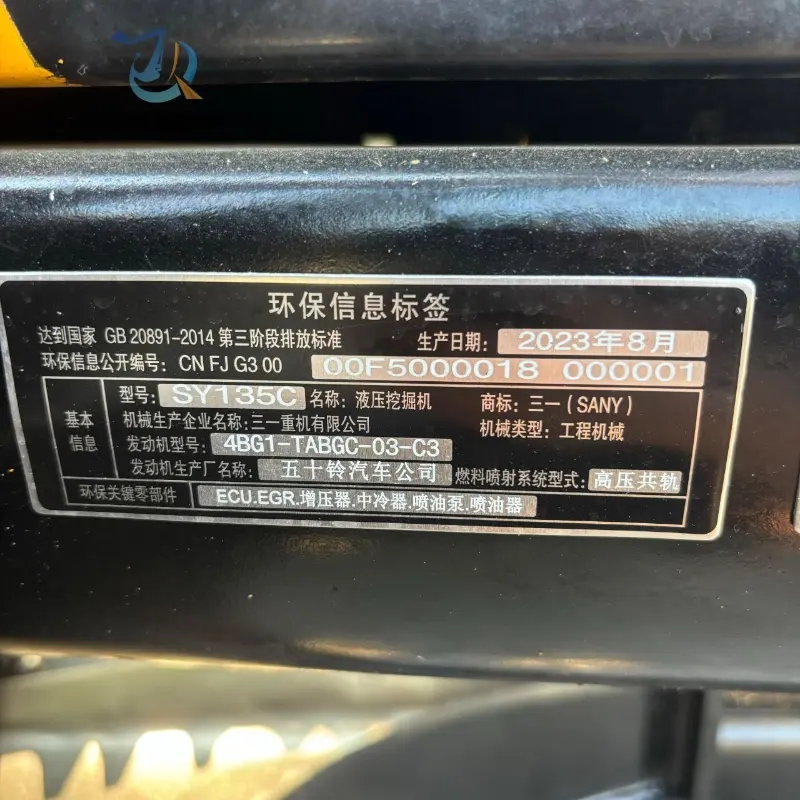 环保信息标签
达到国家 GB 20891-2014 第三阶段排放标准 生产日期: 2023年8月
环保信息公开编号: CN FJ G3 00 00F5000018 000001
基本信息
型号: SY135C 名称: 液压挖掘机 商标: 三一(SANY)
机械生产企业名称:三一重机有限公司 机械类型: 工程机械
发动机型号: 4BG1-TABGC-03-C3
发动机生产厂名称: 五十铃汽车公司 燃料喷射系统型式: 高压共轨
环保关键零部件 ECU.EGR.增压器.中冷器.喷油泵.喷油器